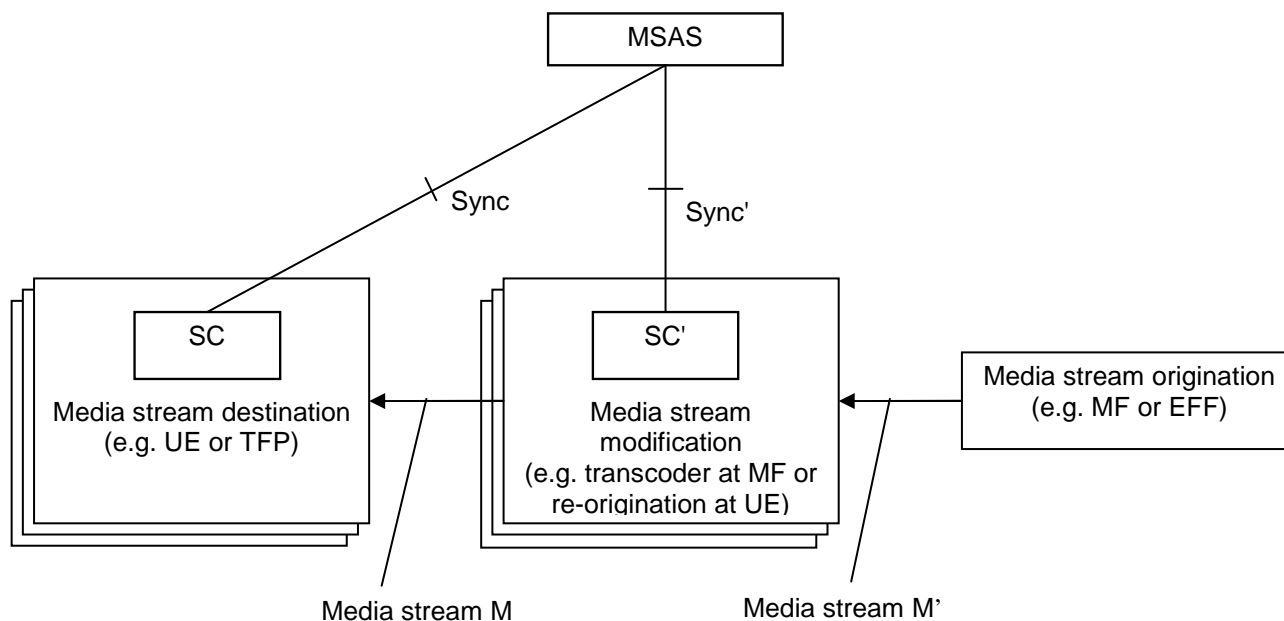 MSAS
Sync
Sync'
SC
SC'
Media stream destination
(e.g. UE or TFP)
Media stream
modification
(e.g. transcoder at MF or
re-origination at UE)
Media stream origination
(e.g. MF or EFF)
Media stream M
Media stream M’